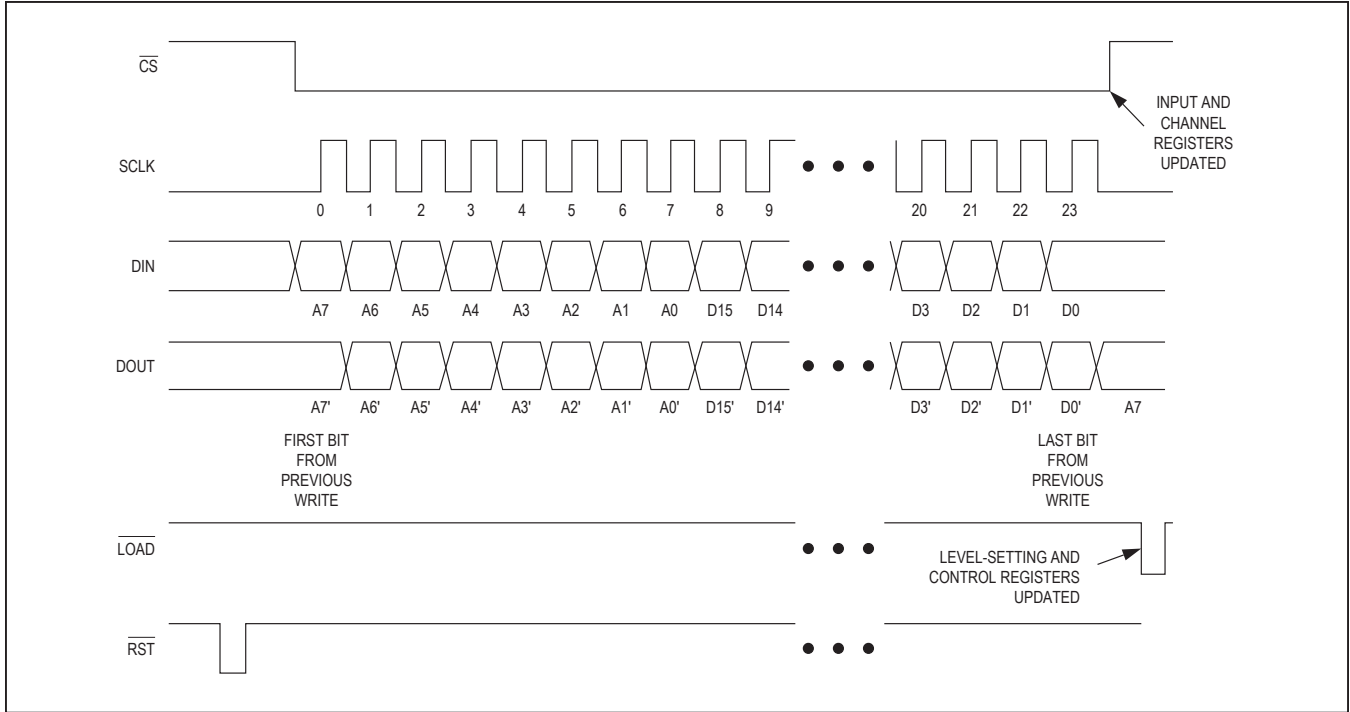 CS
INPUT AND
CHANNEL
REGISTERS
UPDATED
SCLK
0 1 2 3 4 5 6 7 8 9 20 21 22 23
DIN
A7 A6 A5 A4 A3 A2 A1 A0 D15 D14 D3 D2 D1 D0
DOUT
A7' A6' A5' A4' A3' A2' A1' A0' D15' D14' D3' D2' D1' D0' A7
FIRST BIT
FROM
PREVIOUS
WRITE
LAST BIT
FROM
PREVIOUS
WRITE
LOAD
LEVEL-SETTING AND
CONTROL REGISTERS
UPDATED
RST